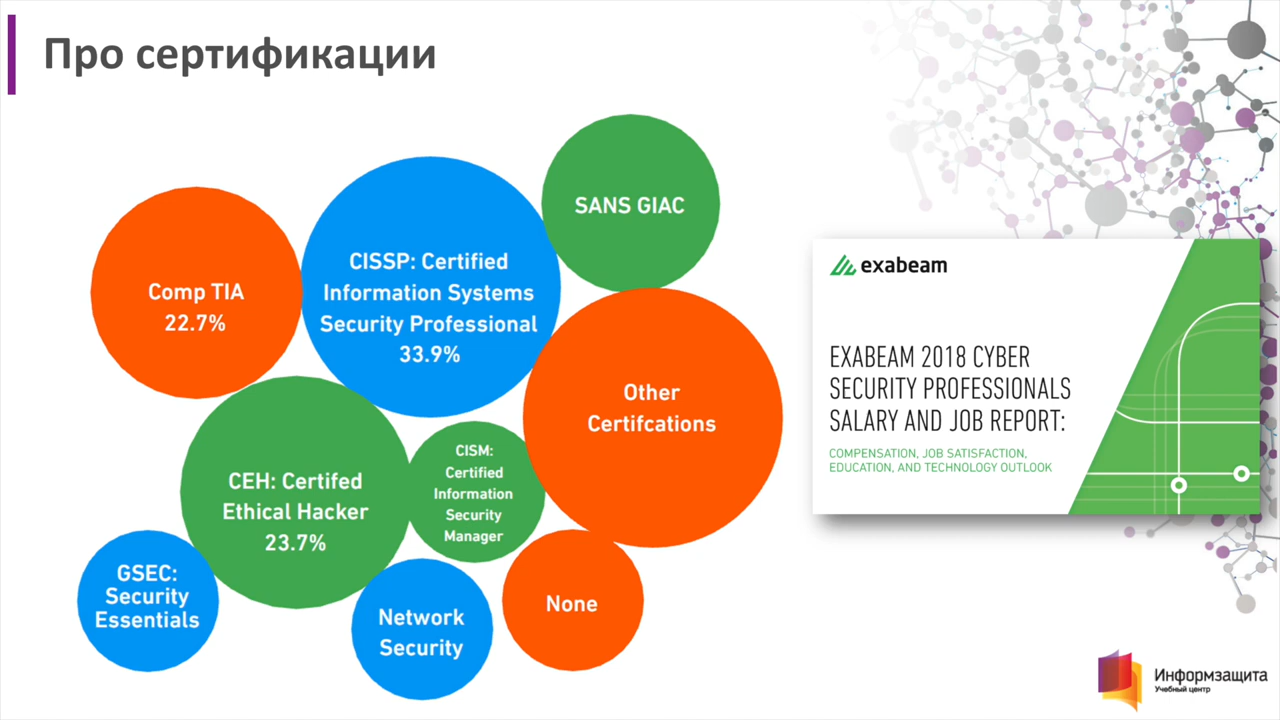 Про сертификации
SANS GIAC
CISSP: Certified
Information Systems
Security Professional
33.9%
Comp TIA
22.7%
Other
Certifcations
CEH: Certifed
Ethical Hacker
23.7%
CISM:
Certified
Information
Security
Manager
GSEC:
Security
Essentials
Network
Security
None
exabeam
EXABEAM 2018 CYBER
SECURITY PROFESSIONALS
SALARY AND JOB REPORT:
COMPENSATION, JOB SATISFACTION,
EDUCATION, AND TECHNOLOGY OUTLOOK
Информзащита
Учебный центр